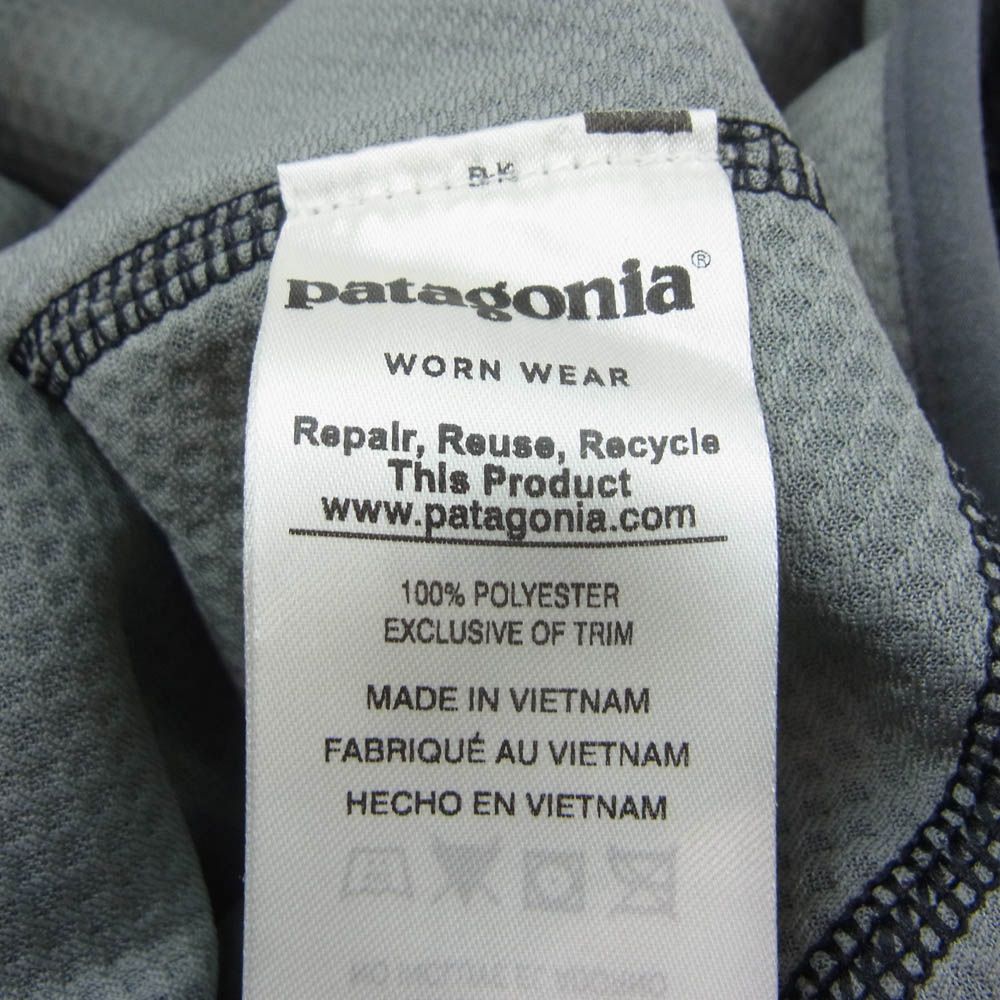 patagonia®
WORN WEAR
Repair, Reuse, Recycle
This Product
www.patagonia.com
100% POLYESTER
EXCLUSIVE OF TRIM
MADE IN VIETNAM
FABRIQUÉ AU VIETNAM
HECHO EN VIETNAM